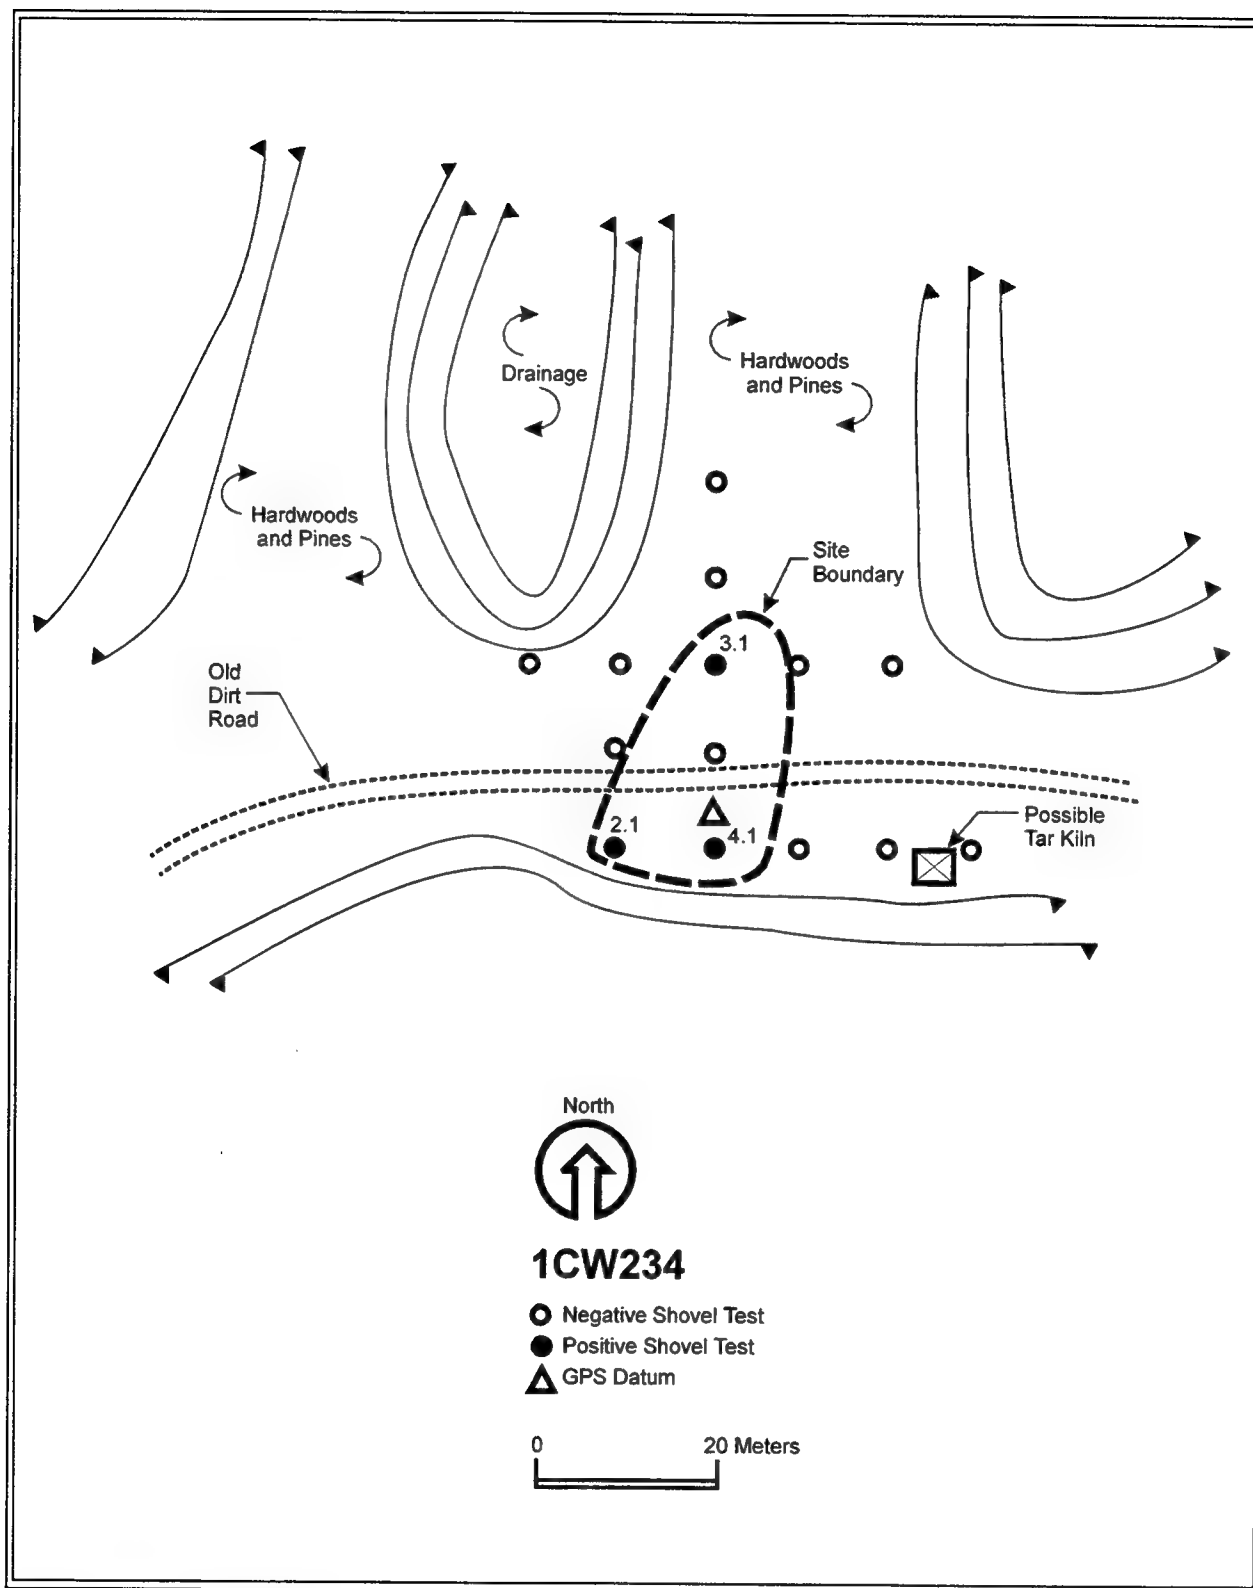 Drainage
Hardwoods
and Pines
Hardwoods
and Pines
Site
Boundary
3.1
Old
Dirt
Road
2.1
4.1
Possible
Tar Kiln
North
1CW234
Negative Shovel Test
Positive Shovel Test
GPS Datum
0 20 Meters